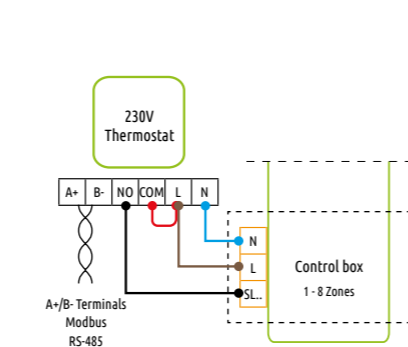 230V
Thermostat
A+ B- NO COM L N
N
L
SL..
Control box
1 - 8 Zones
A+/B- Terminals
Modbus
RS-485